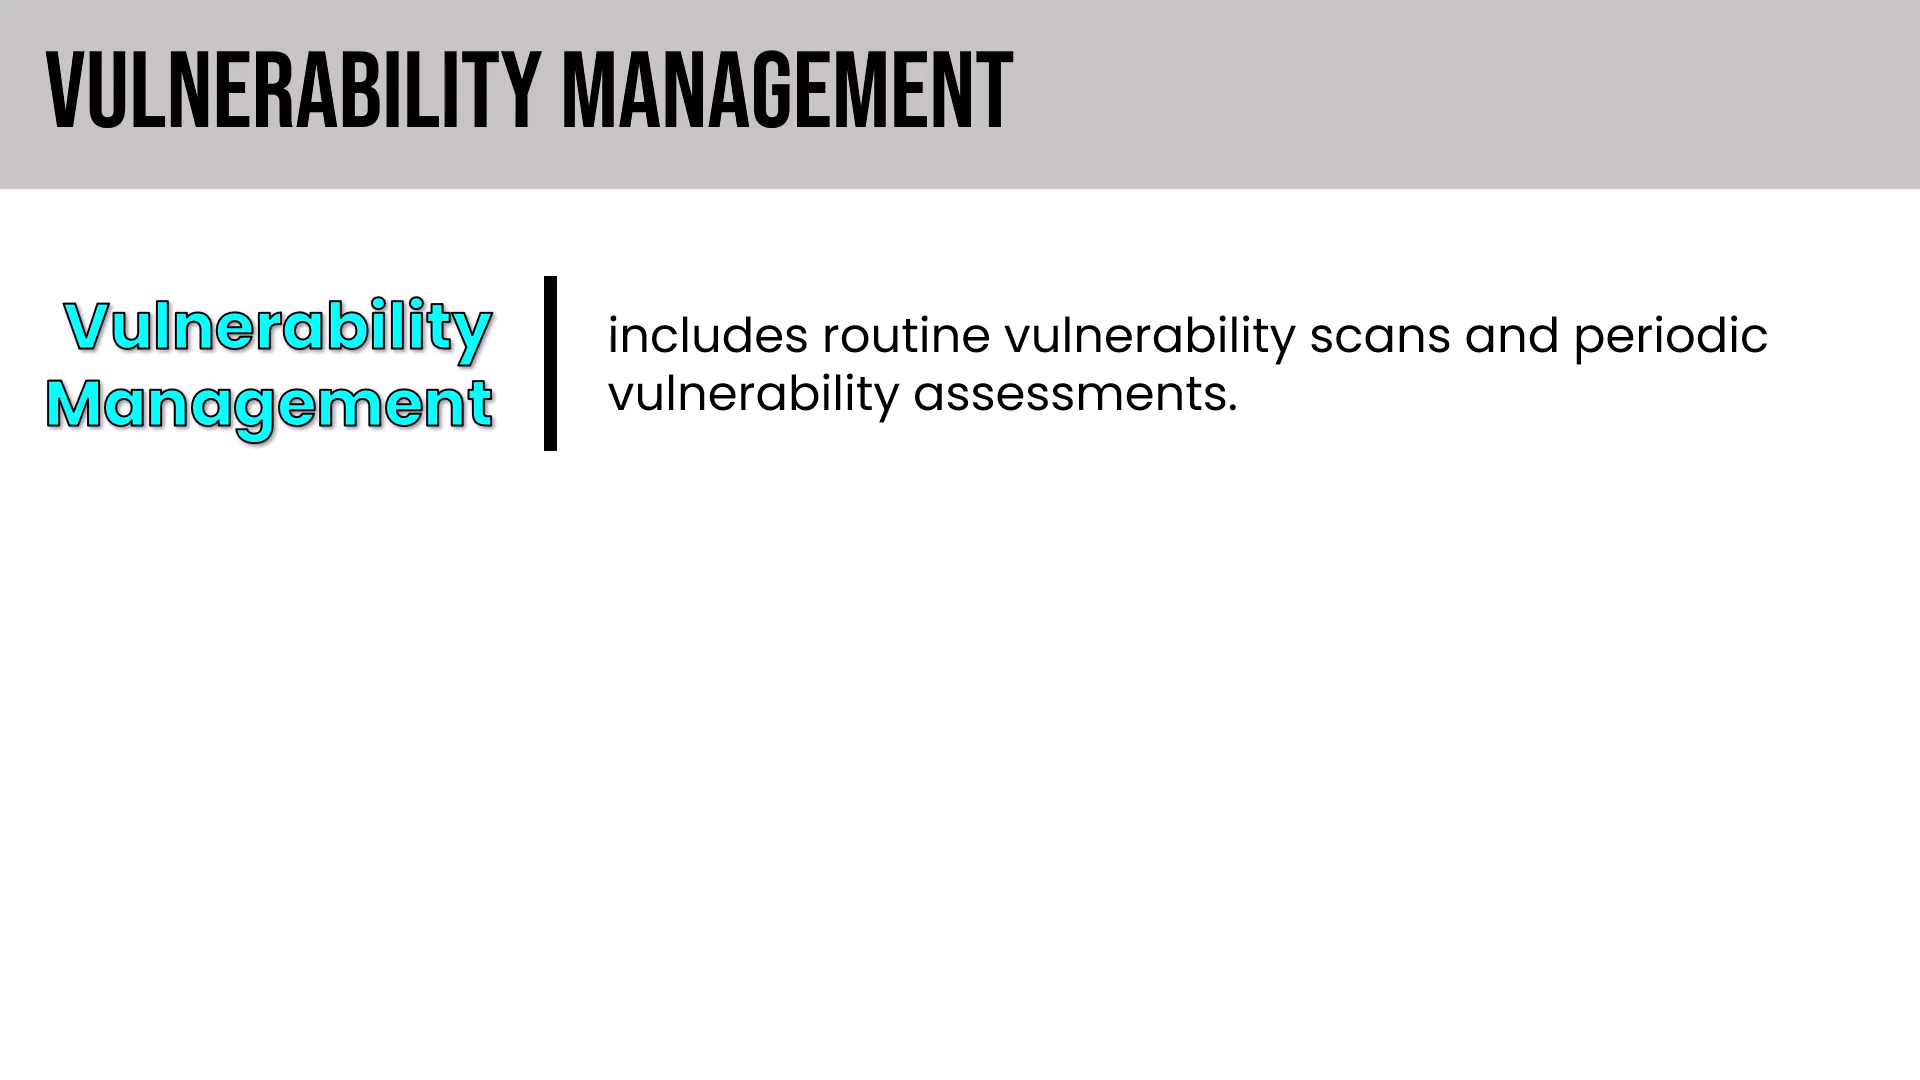 VULNERABILITY MANAGEMENT
Vulnerability
Management
includes routine vulnerability scans and periodic
vulnerability assessments.